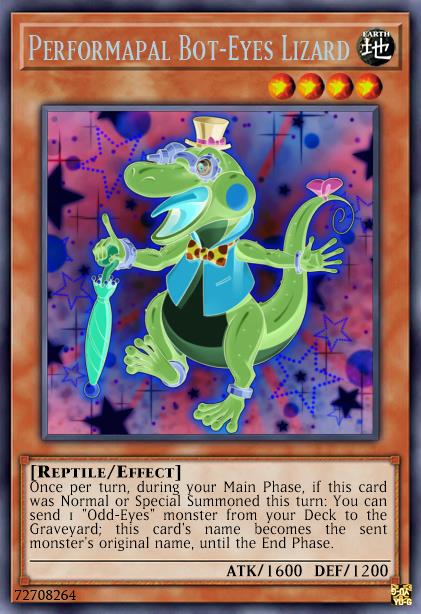 PERFORMAPAL BOT-EYES LIZARD
EARTH
地
[REPTILE/EFFECT]
Once per turn, during your Main Phase, if this card
was Normal or Special Summoned this turn: You can
send 1 "Odd-Eyes" monster from your Deck to the
Graveyard; this card's name becomes the sent
monster's original name, until the End Phase.
ATK/1600 DEF/1200
72708264